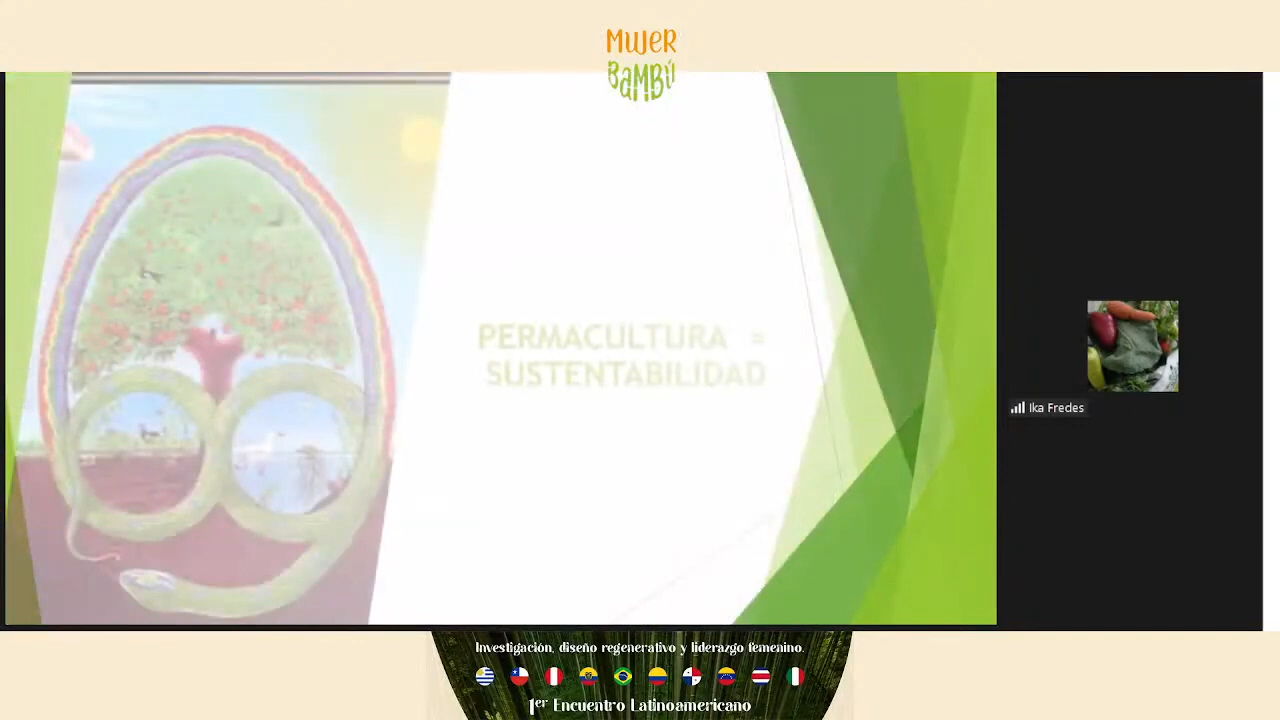 MUJER
BAMBÚ
PERMACULTURA =
SUSTENTABILIDAD
Ika Fredes
Investigación, diseño regenerativo y liderazgo femenino.
1er Encuentro Latinoamericano